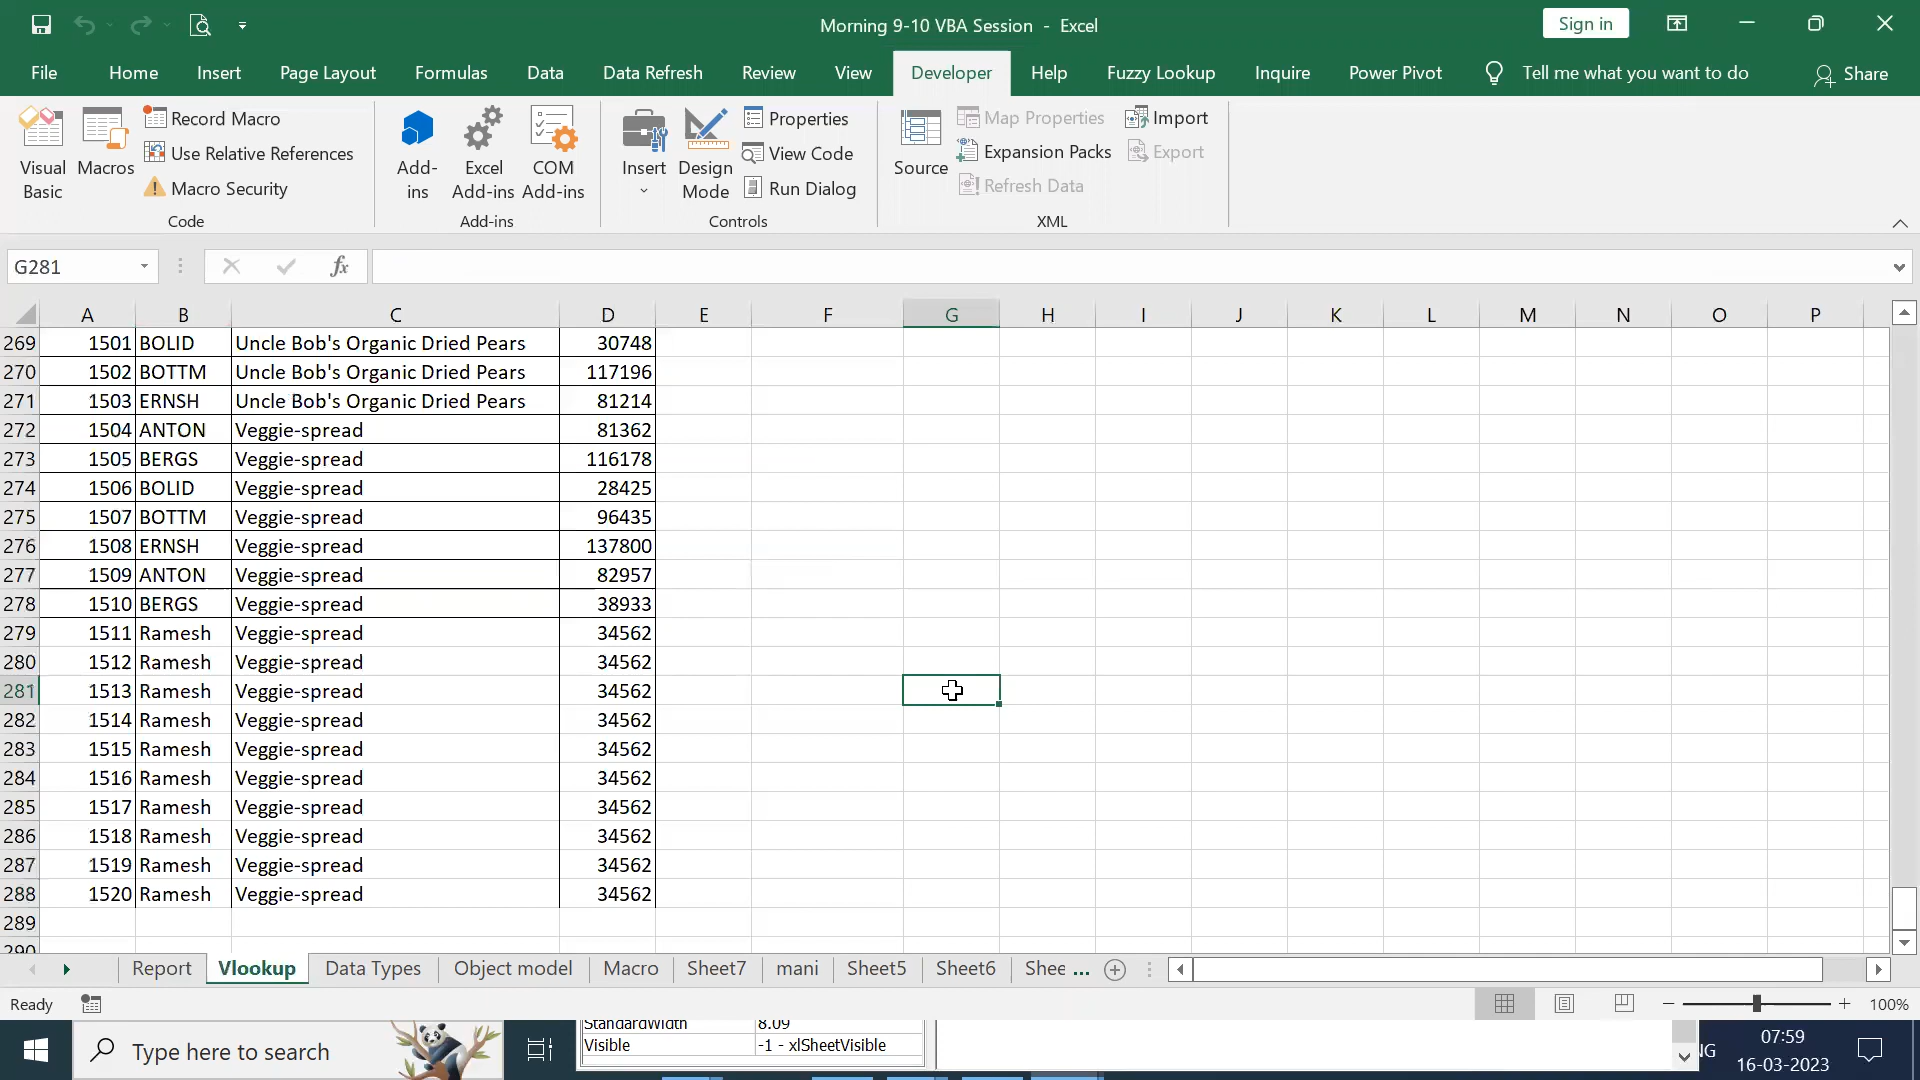 Morning 9-10 VBA Session - Excel
Sign in
File Home Insert Page Layout Formulas Data Data Refresh Review View Developer Help Fuzzy Lookup Inquire Power Pivot Tell me what you want to do Share
Visual Basic
Macros
Record Macro
Use Relative References
Macro Security
Code
Add-ins
Excel Add-ins
COM Add-ins
Add-ins
Insert
Design Mode
Properties
View Code
Run Dialog
Controls
Source
Map Properties
Expansion Packs
Refresh Data
Import
Export
XML
G281
fx
A B C D E F G H I J K L M N O P
269 1501 BOLID Uncle Bob's Organic Dried Pears 30748
270 1502 BOTTM Uncle Bob's Organic Dried Pears 117196
271 1503 ERNSH Uncle Bob's Organic Dried Pears 81214
272 1504 ANTON Veggie-spread 81362
273 1505 BERGS Veggie-spread 116178
274 1506 BOLID Veggie-spread 28425
275 1507 BOTTM Veggie-spread 96435
276 1508 ERNSH Veggie-spread 137800
277 1509 ANTON Veggie-spread 82957
278 1510 BERGS Veggie-spread 38933
279 1511 Ramesh Veggie-spread 34562
280 1512 Ramesh Veggie-spread 34562
281 1513 Ramesh Veggie-spread 34562
282 1514 Ramesh Veggie-spread 34562
283 1515 Ramesh Veggie-spread 34562
284 1516 Ramesh Veggie-spread 34562
285 1517 Ramesh Veggie-spread 34562
286 1518 Ramesh Veggie-spread 34562
287 1519 Ramesh Veggie-spread 34562
288 1520 Ramesh Veggie-spread 34562
289
290
Report Vlookup Data Types Object model Macro Sheet7 mani Sheet5 Sheet6 Shee ...
Ready
100%
Type here to search
StandardWidth 8.09
Visible -1 - xlSheetVisible
NG
07:59
16-03-2023